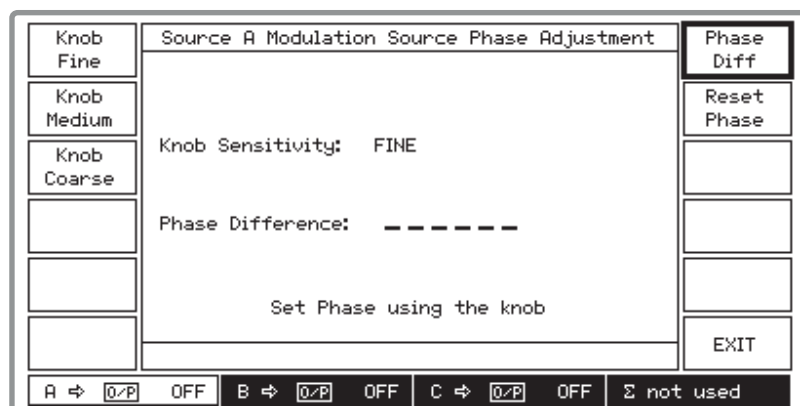 Knob
Fine
Source A Modulation Source Phase Adjustment
Phase
Diff
Knob
Medium
Reset
Phase
Knob
Coarse
Knob Sensitivity: FINE
Phase Difference: ______
Set Phase using the knob
EXIT
A ⇨ O/P OFF B ⇨ O/P OFF C ⇨ O/P OFF Σ not used